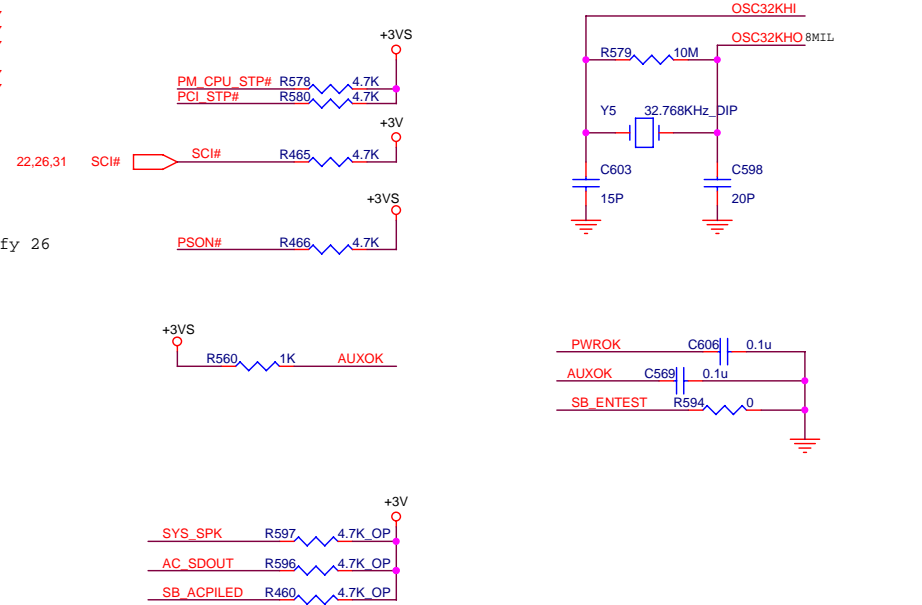 OSC32KHI
OSC32KHO 8MIL
R579 10M
Y5 32.768KHz_DIP
C603 C598
15P 20P
+3VS
PM_CPU_STP# R578 4.7K
PCI_STP# R580 4.7K
+3V
22,26,31 SCI# SCI# R465 4.7K
+3VS
PSON# R466 4.7K
fy 26
+3VS
R560 1K AUXOK
PWROK C606 0.1u
AUXOK C569 0.1u
SB_ENTEST R594 0
+3V
SYS_SPK R597 4.7K_OP
AC_SDOUT R596 4.7K_OP
SB_ACPILED R460 4.7K_OP